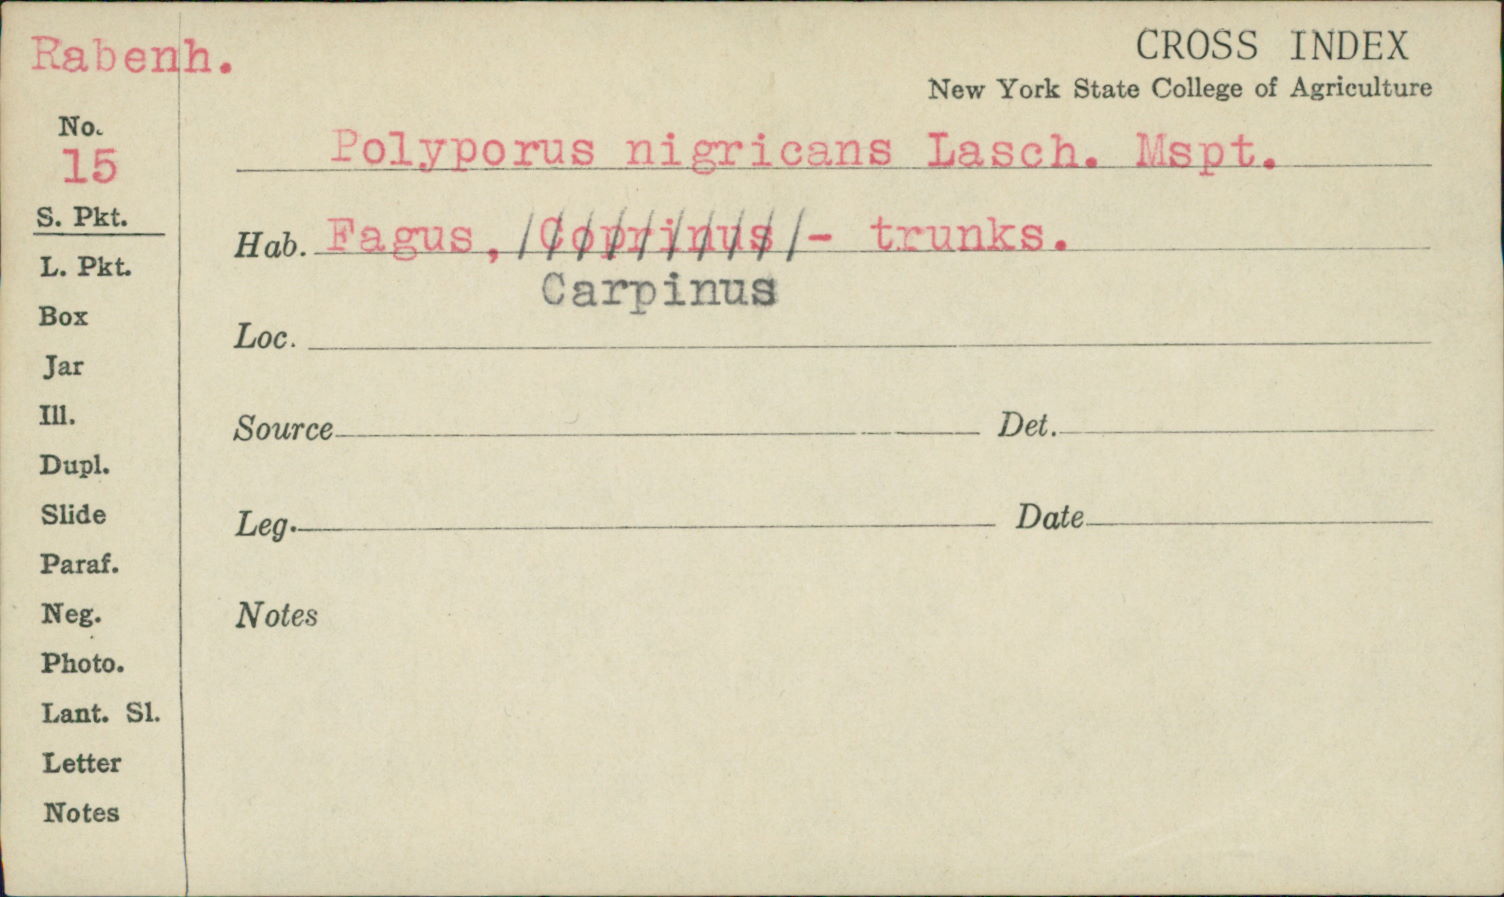 Rabenh.
CROSS INDEX
New York State College of Agriculture
No.
15
Polyporus nigricans Lasch. Mspt.
S. Pkt.
Hab. Fagus, /Coprinus/- trunks.
Carpinus
L. Pkt.
Box
Loc.
Jar
Ill.
Source Det.
Dupl.
Slide
Leg. Date
Paraf.
Neg.
Notes
Photo.
Lant. Sl.
Letter
Notes